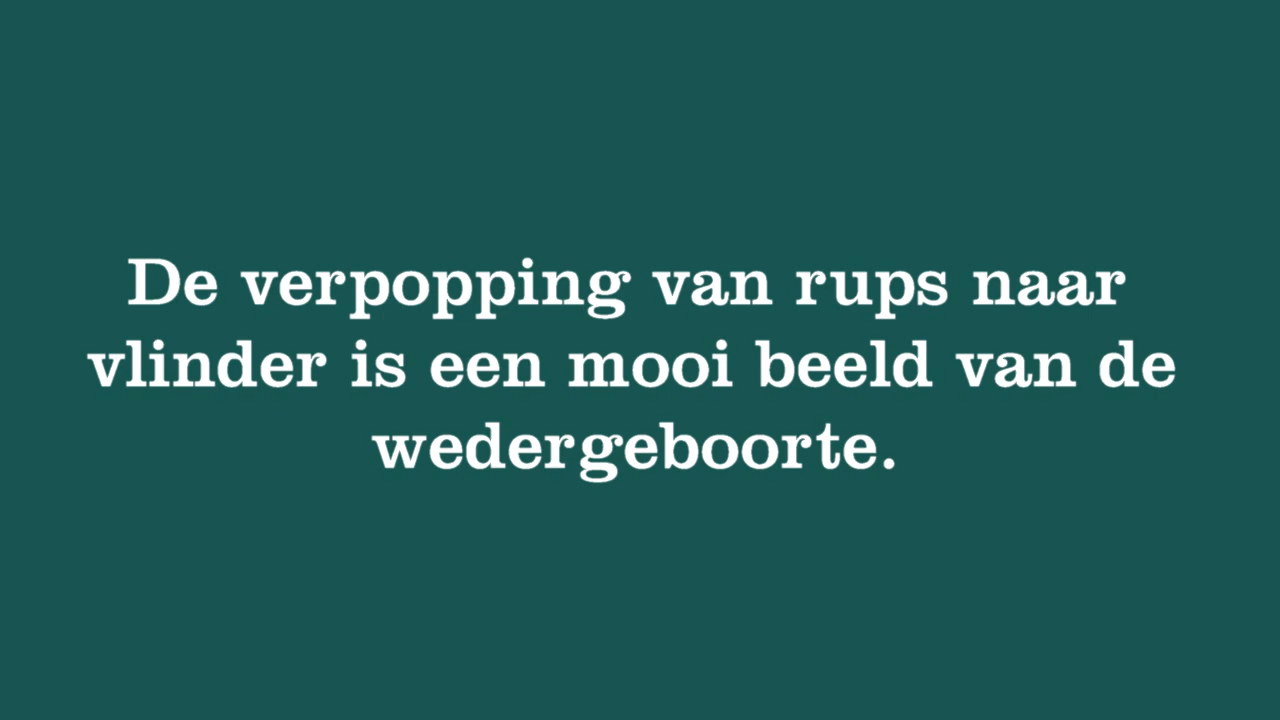 De verpopping van rups naar
vlinder is een mooi beeld van de
wedergeboorte.